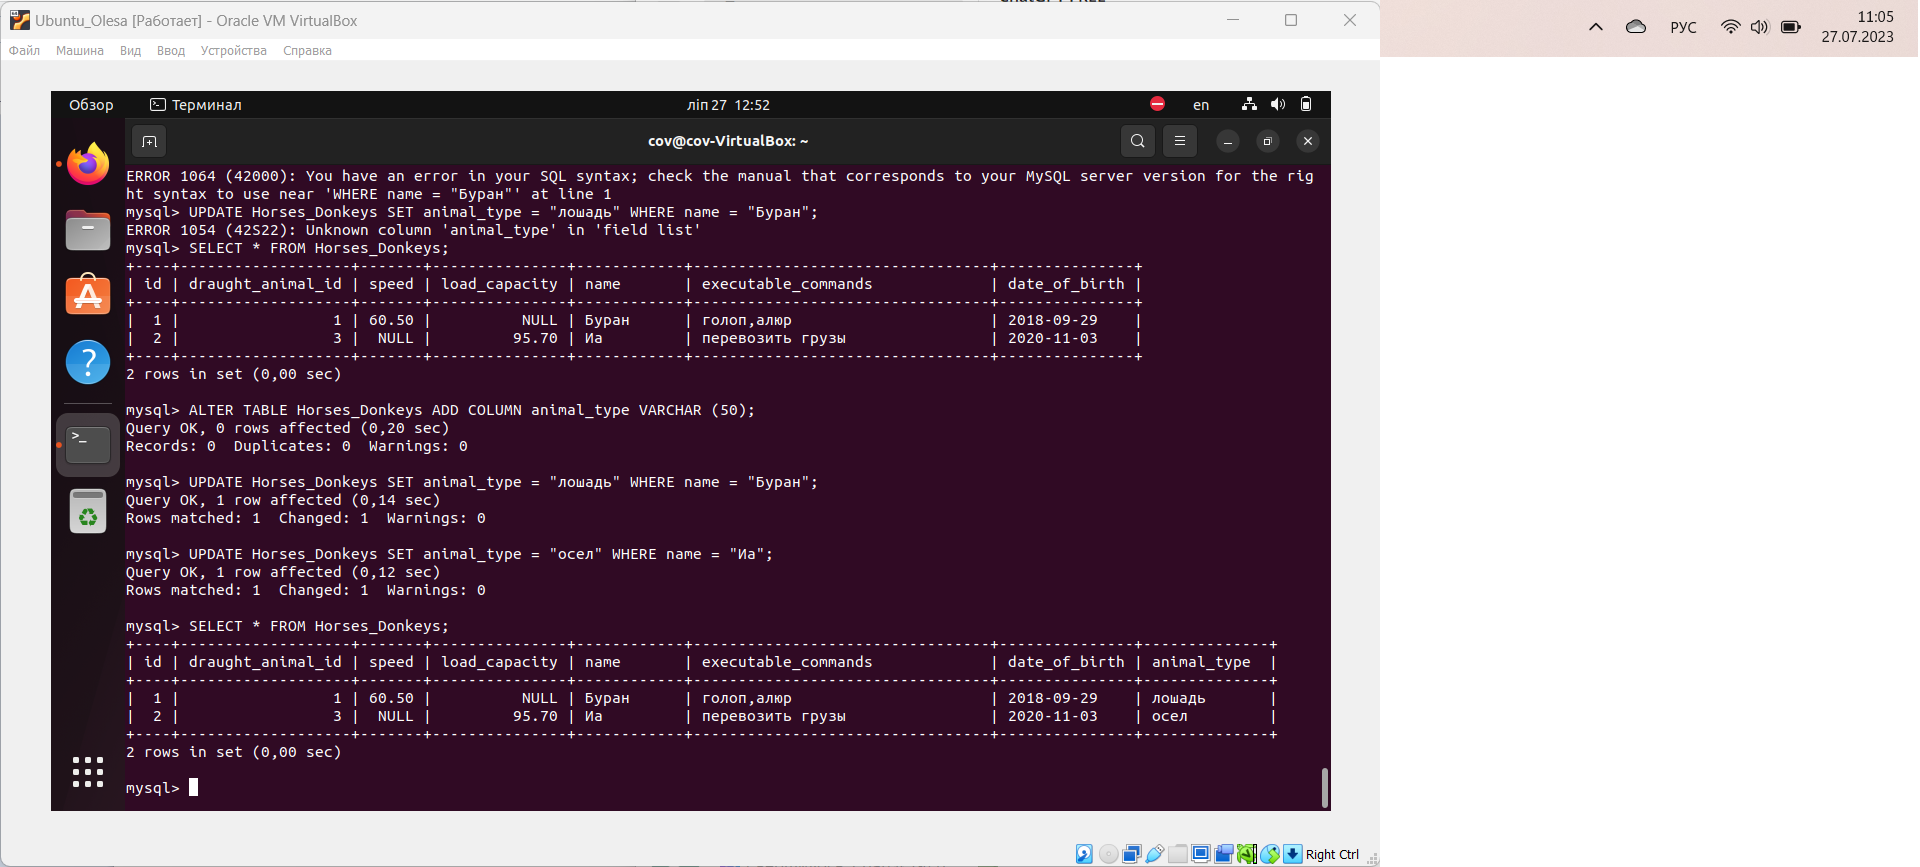 Ubuntu_Olesa [Работает] - Oracle VM VirtualBox
Файл Машина Вид Ввод Устройства Справка
РУС
11:05
27.07.2023
Обзор Терминал ліп 27 12:52 en
cov@cov-VirtualBox: ~
ERROR 1064 (42000): You have an error in your SQL syntax; check the manual that corresponds to your MySQL server version for the rig
ht syntax to use near 'WHERE name = "Буран"' at line 1
mysql> UPDATE Horses_Donkeys SET animal_type = "лошадь" WHERE name = "Буран";
ERROR 1054 (42S22): Unknown column 'animal_type' in 'field list'
mysql> SELECT * FROM Horses_Donkeys;
+----+-------------------+-------+---------------+------------+---------------------------------+---------------+
| id | draught_animal_id | speed | load_capacity | name       | executable_commands             | date_of_birth |
+----+-------------------+-------+---------------+------------+---------------------------------+---------------+
|  1 |                 1 | 60.50 |          NULL | Буран      | голоп,алюр                      | 2018-09-29    |
|  2 |                 3 |  NULL |         95.70 | Иа         | перевозить грузы                | 2020-11-03    |
+----+-------------------+-------+---------------+------------+---------------------------------+---------------+
2 rows in set (0,00 sec)
mysql> ALTER TABLE Horses_Donkeys ADD COLUMN animal_type VARCHAR (50);
Query OK, 0 rows affected (0,20 sec)
Records: 0  Duplicates: 0  Warnings: 0
mysql> UPDATE Horses_Donkeys SET animal_type = "лошадь" WHERE name = "Буран";
Query OK, 1 row affected (0,14 sec)
Rows matched: 1  Changed: 1  Warnings: 0
mysql> UPDATE Horses_Donkeys SET animal_type = "осел" WHERE name = "Иа";
Query OK, 1 row affected (0,12 sec)
Rows matched: 1  Changed: 1  Warnings: 0
mysql> SELECT * FROM Horses_Donkeys;
+----+-------------------+-------+---------------+------------+---------------------------------+---------------+--------------+
| id | draught_animal_id | speed | load_capacity | name       | executable_commands             | date_of_birth | animal_type  |
+----+-------------------+-------+---------------+------------+---------------------------------+---------------+--------------+
|  1 |                 1 | 60.50 |          NULL | Буран      | голоп,алюр                      | 2018-09-29    | лошадь       |
|  2 |                 3 |  NULL |         95.70 | Иа         | перевозить грузы                | 2020-11-03    | осел         |
+----+-------------------+-------+---------------+------------+---------------------------------+---------------+--------------+
2 rows in set (0,00 sec)
mysql>
Right Ctrl